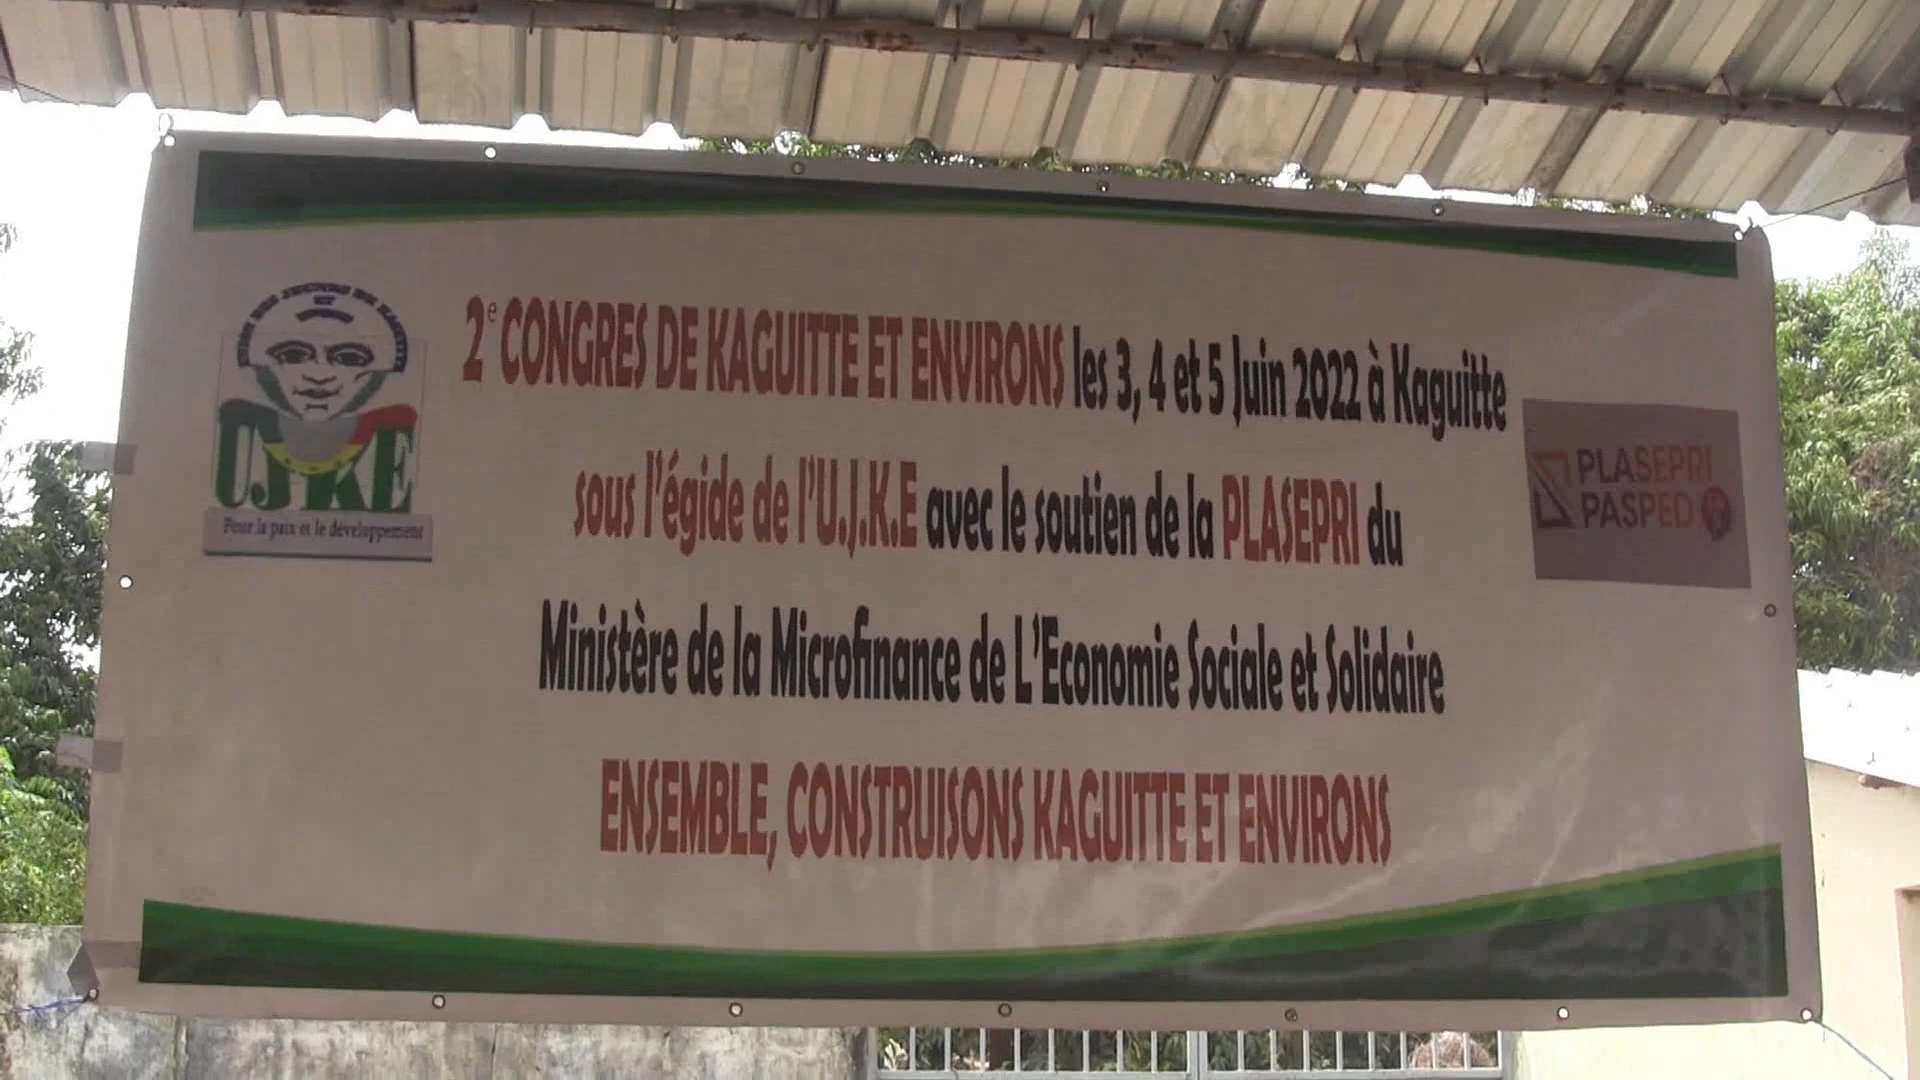 2e CONGRES DE KAGUITTE ET ENVIRONS les 3, 4 et 5 Juin 2022 à Kaguitte
sous l'égide de l'U.J.K.E avec le soutien de la PLASEPRI du
Ministère de la Microfinance de L'Economie Sociale et Solidaire
ENSEMBLE, CONSTRUISONS KAGUITTE ET ENVIRONS
UJKE
Pour la paix et le développement
PLASEPRI
PASPED